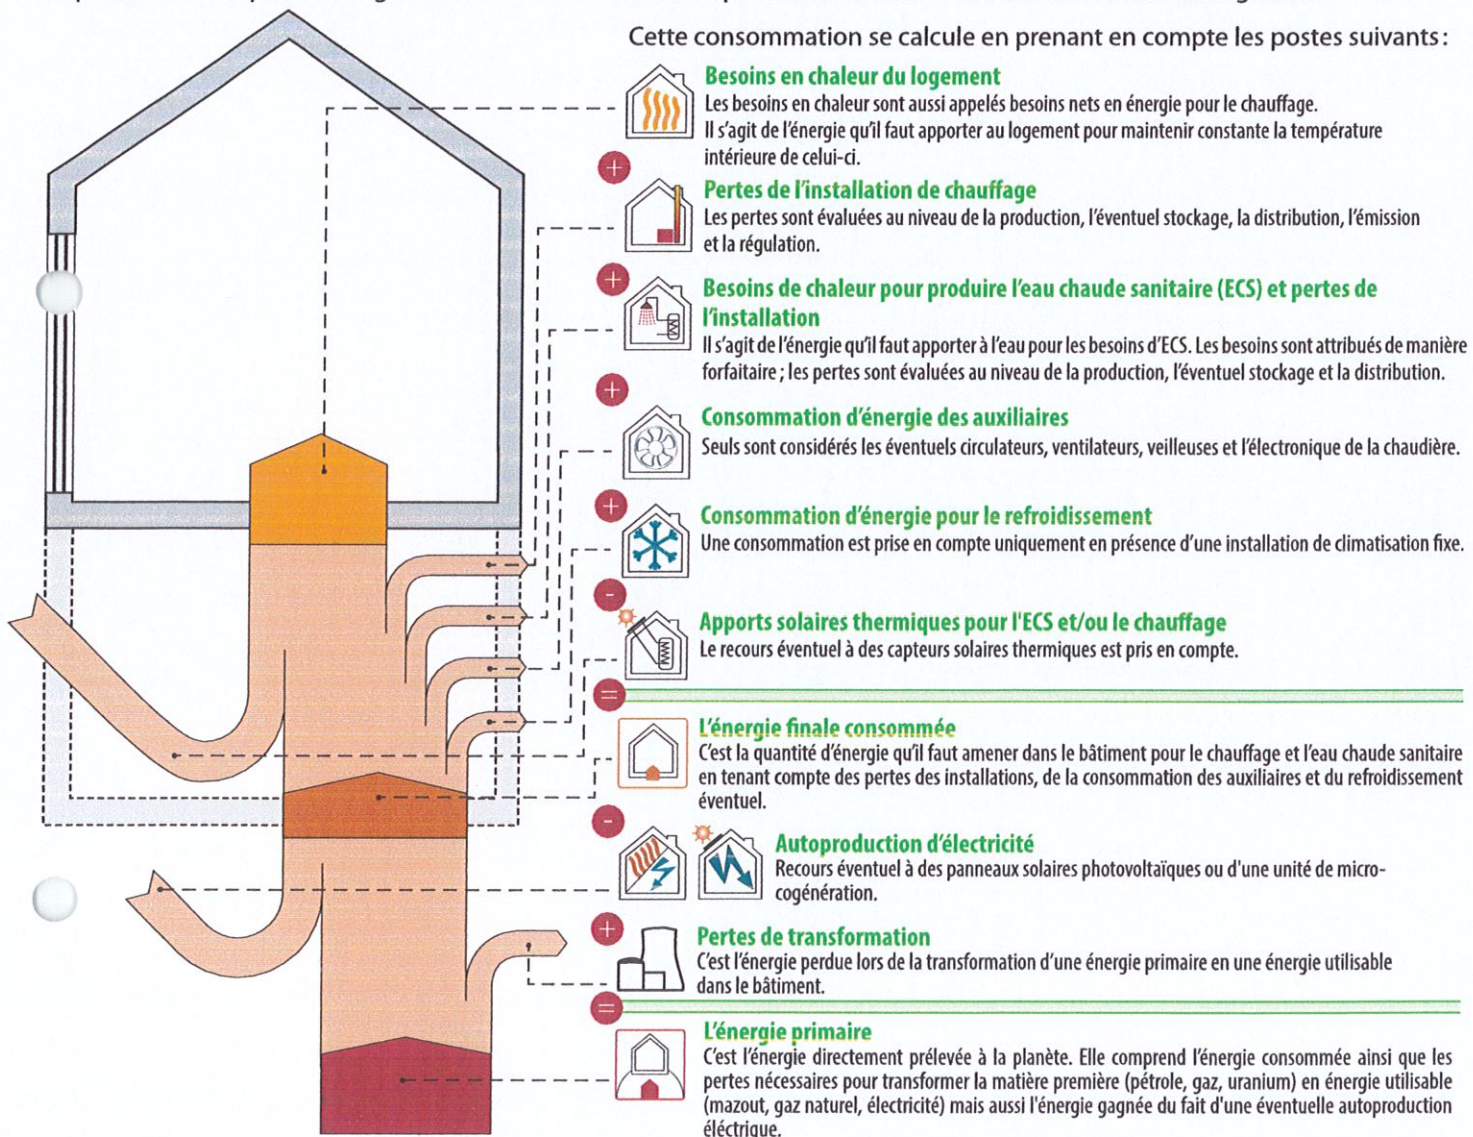 Cette consommation se calcule en prenant en compte les postes suivants :
Besoins en chaleur du logement
Les besoins en chaleur sont aussi appelés besoins nets en énergie pour le chauffage.
Il s'agit de l'énergie qu'il faut apporter au logement pour maintenir constante la température
intérieure de celui-ci.
+
Pertes de l'installation de chauffage
Les pertes sont évaluées au niveau de la production, l'éventuel stockage, la distribution, l'émission
et la régulation.
+
Besoins de chaleur pour produire l'eau chaude sanitaire (ECS) et pertes de
l'installation
Il s'agit de l'énergie qu'il faut apporter à l'eau pour les besoins d'ECS. Les besoins sont attribués de manière
forfaitaire ; les pertes sont évaluées au niveau de la production, l'éventuel stockage et la distribution.
+
Consommation d'énergie des auxiliaires
Seuls sont considérés les éventuels circulateurs, ventilateurs, veilleuses et l'électronique de la chaudière.
+
Consommation d'énergie pour le refroidissement
Une consommation est prise en compte uniquement en présence d'une installation de climatisation fixe.
-
Apports solaires thermiques pour l'ECS et/ou le chauffage
Le recours éventuel à des capteurs solaires thermiques est pris en compte.
=
L'énergie finale consommée
C'est la quantité d'énergie qu'il faut amener dans le bâtiment pour le chauffage et l'eau chaude sanitaire
en tenant compte des pertes des installations, de la consommation des auxiliaires et du refroidissement
éventuel.
-
Autoproduction d'électricité
Recours éventuel à des panneaux solaires photovoltaïques ou d'une unité de micro-
cogénération.
+
Pertes de transformation
C'est l'énergie perdue lors de la transformation d'une énergie primaire en une énergie utilisable
dans le bâtiment.
=
L'énergie primaire
C'est l'énergie directement prélevée à la planète. Elle comprend l'énergie consommée ainsi que les
pertes nécessaires pour transformer la matière première (pétrole, gaz, uranium) en énergie utilisable
(mazout, gaz naturel, électricité) mais aussi l'énergie gagnée du fait d'une éventuelle autoproduction
éléctrique.